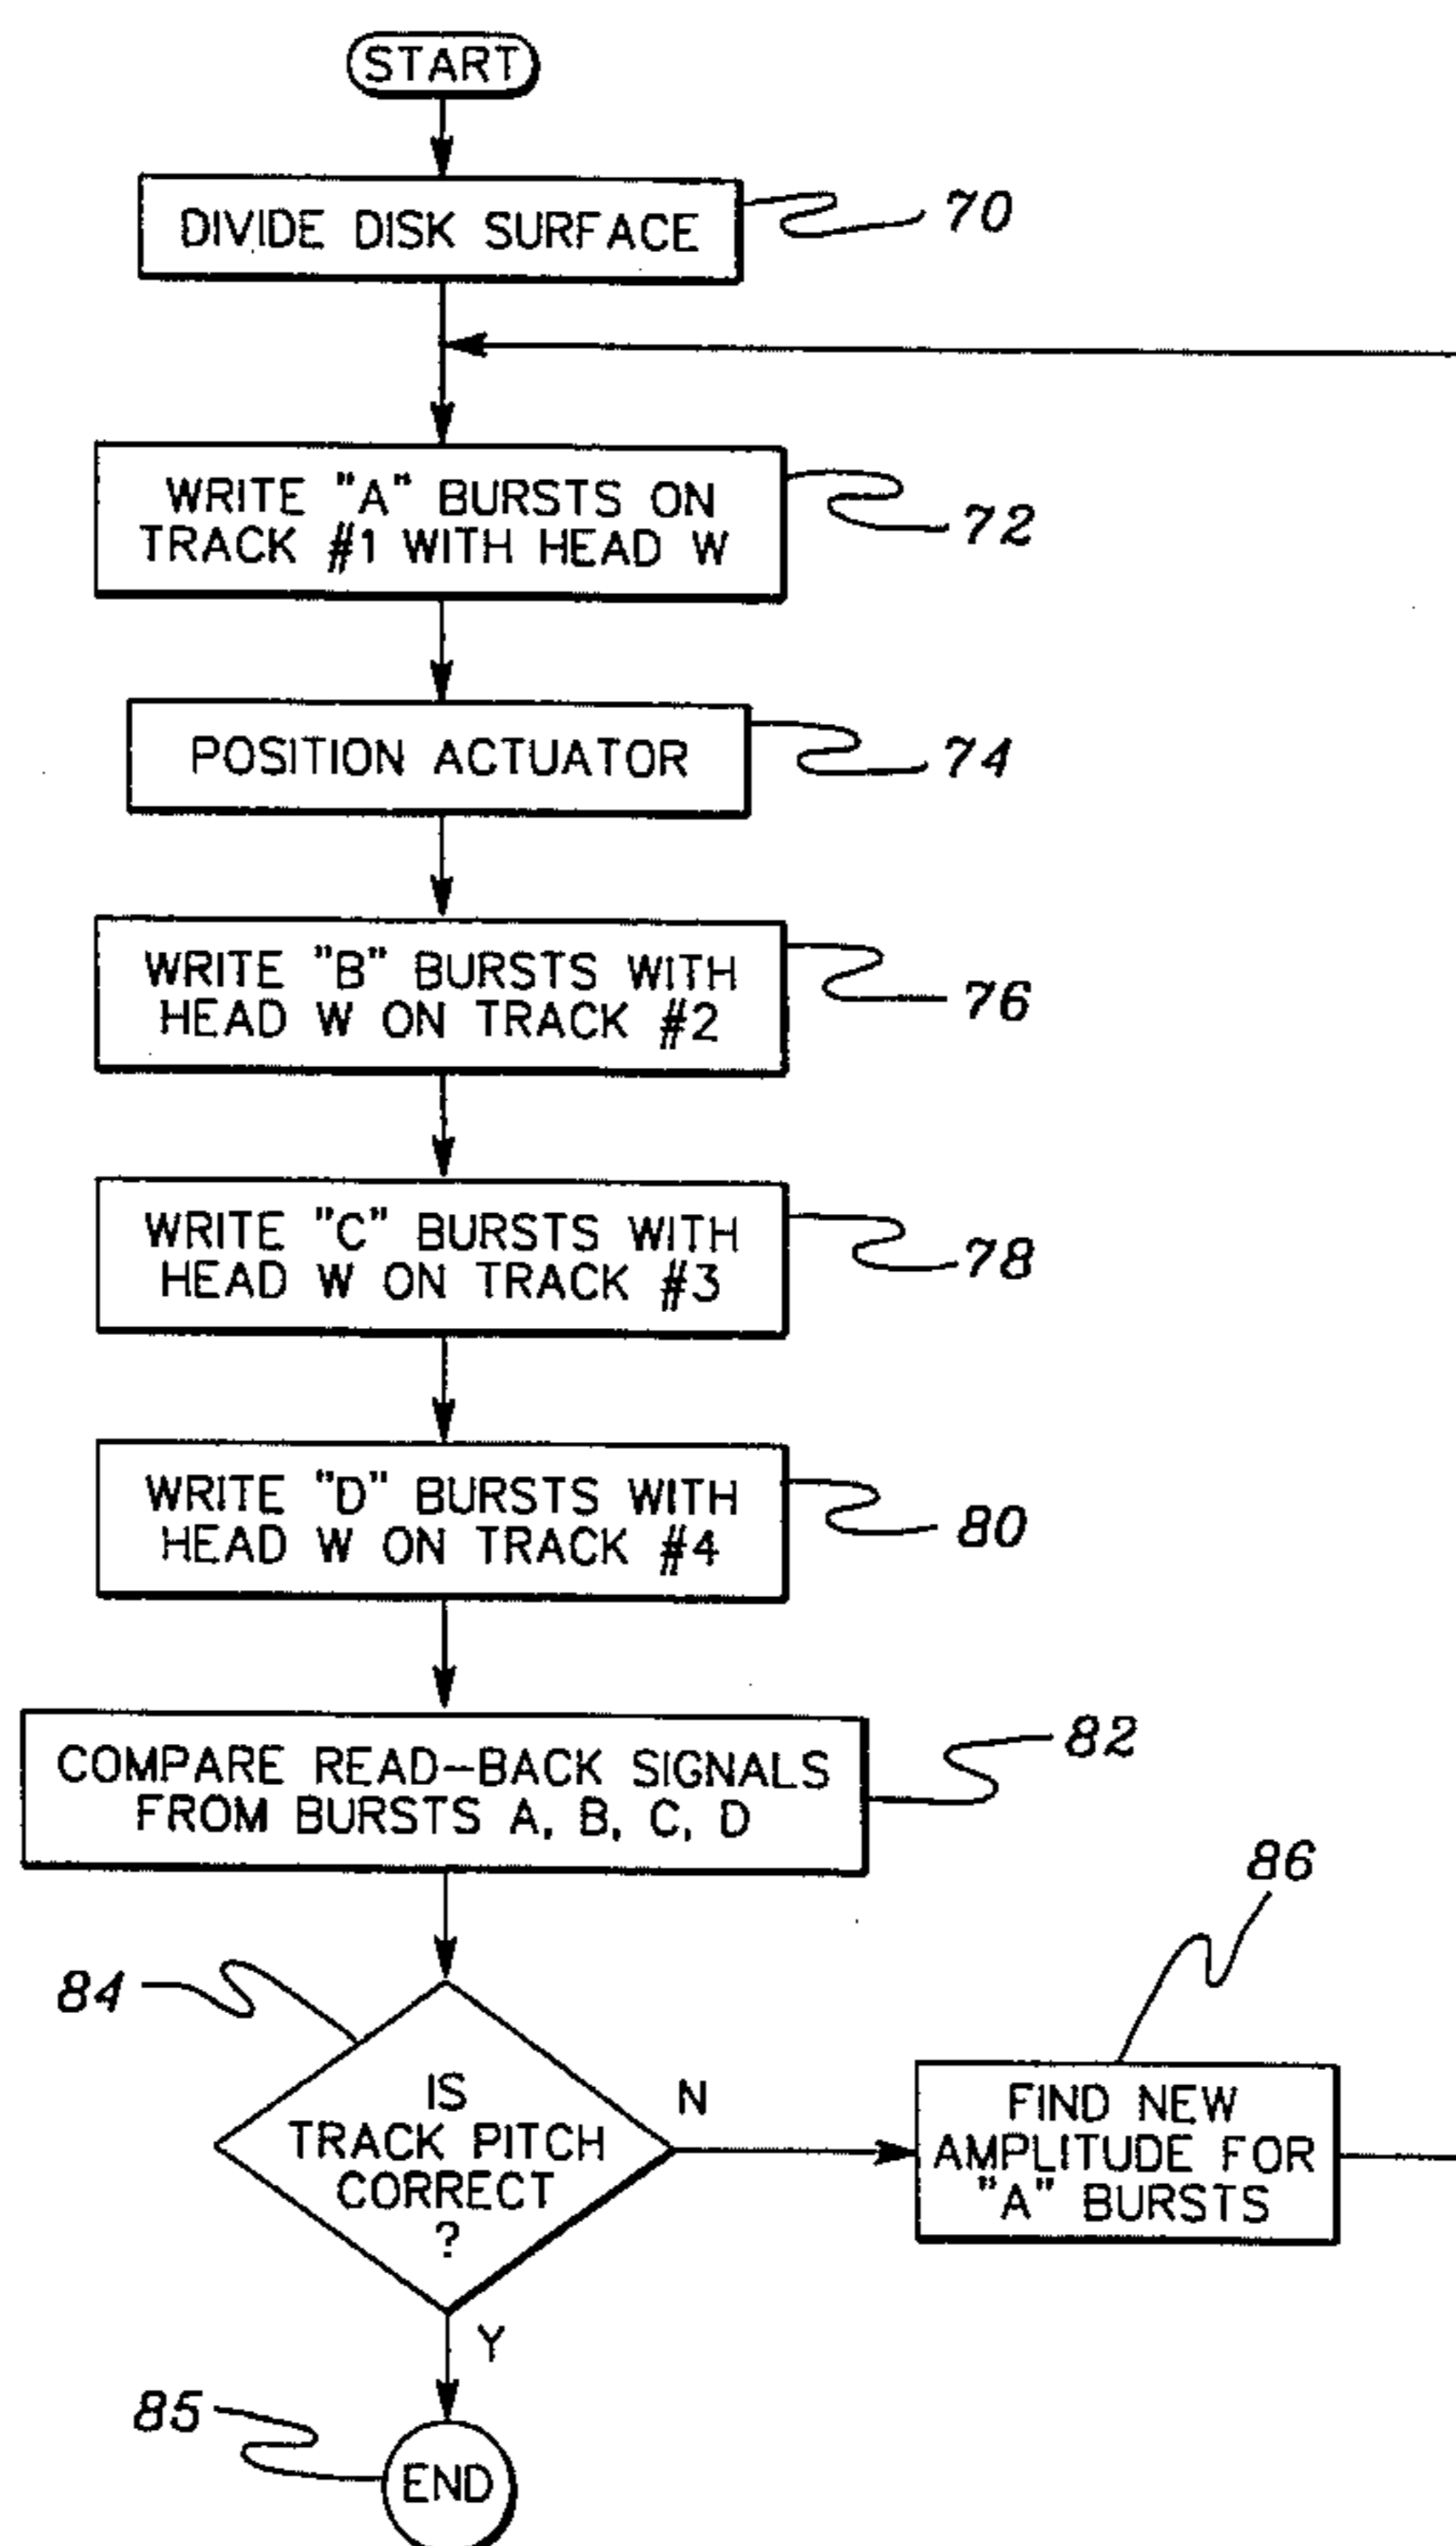 START
DIVIDE DISK SURFACE
70
WRITE "A" BURSTS ON
TRACK #1 WITH HEAD W
72
POSITION ACTUATOR
74
WRITE "B" BURSTS WITH
HEAD W ON TRACK #2
76
WRITE "C" BURSTS WITH
HEAD W ON TRACK #3
78
WRITE "D" BURSTS WITH
HEAD W ON TRACK #4
80
COMPARE READ-BACK SIGNALS
FROM BURSTS A, B, C, D
82
84
IS
TRACK PITCH
CORRECT
?
N
86
FIND NEW
AMPLITUDE FOR
"A" BURSTS
Y
85
END